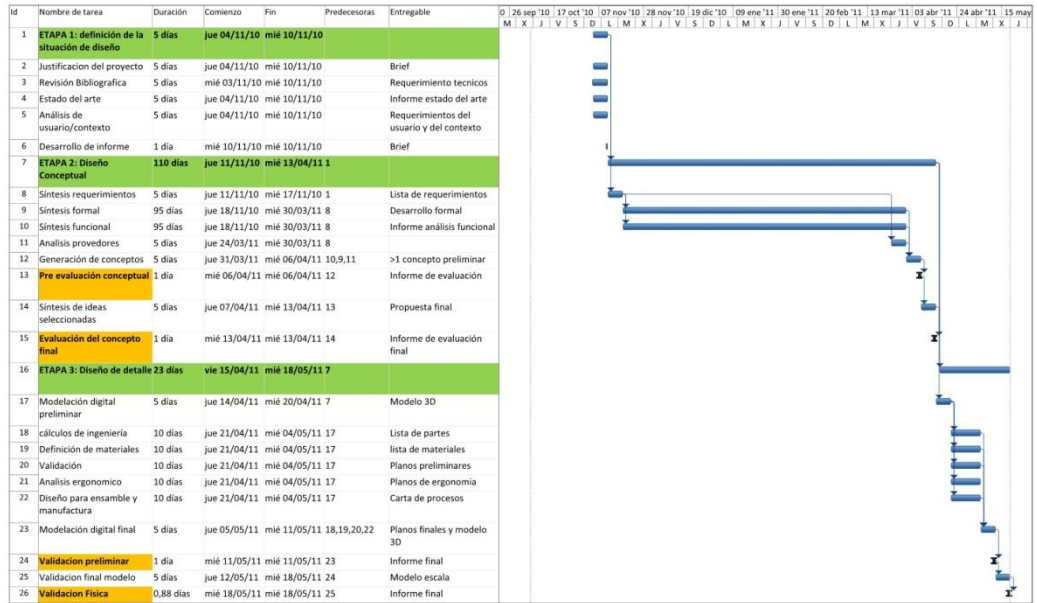 Id Nombre de tarea Duración Comienzo Fin Predecesoras Entregable
0 26 sep '10 17 oct '10 07 nov '10 28 nov '10 19 dic '10 09 ene '11 30 ene '11 20 feb '11 13 mar '11 03 abr '11 24 abr '11 15 may
M X J V S D L M X J V S D L M X J V S D L M X J V S D L M X J
1 ETAPA 1: definición de la 5 días jue 04/11/10 mié 10/11/10
situación de diseño
2 Justificacion del proyecto 5 días jue 04/11/10 mié 10/11/10 Brief
3 Revisión Bibliografica 5 días mié 03/11/10 mié 10/11/10 Requerimiento tecnicos
4 Estado del arte 5 días jue 04/11/10 mié 10/11/10 Informe estado del arte
5 Análisis de 5 días jue 04/11/10 mié 10/11/10 Requerimientos del
usuario/contexto usuario y del contexto
6 Desarrollo de informe 1 día mié 10/11/10 mié 10/11/10 Brief
7 ETAPA 2: Diseño 110 días jue 11/11/10 mié 13/04/11 1
Conceptual
8 Síntesis requerimientos 5 días jue 11/11/10 mié 17/11/10 1 Lista de requerimientos
9 Síntesis formal 95 días jue 18/11/10 mié 30/03/11 8 Desarrollo formal
10 Síntesis funcional 95 días jue 18/11/10 mié 30/03/11 8 Informe análisis funcional
11 Analisis provedores 5 días jue 24/03/11 mié 30/03/11 8
12 Generación de conceptos 5 días jue 31/03/11 mié 06/04/11 10,9,11 >1 concepto preliminar
13 Pre evaluación conceptual 1 día mié 06/04/11 mié 06/04/11 12 Informe de evaluación
14 Síntesis de ideas 5 días jue 07/04/11 mié 13/04/11 13 Propuesta final
seleccionadas
15 Evaluación del concepto 1 día mié 13/04/11 mié 13/04/11 14 Informe de evaluación
final final
16 ETAPA 3: Diseño de detalle 23 días vie 15/04/11 mié 18/05/11 7
17 Modelación digital 5 días jue 14/04/11 mié 20/04/11 7 Modelo 3D
preliminar
18 cálculos de ingeniería 10 días jue 21/04/11 mié 04/05/11 17 Lista de partes
19 Definición de materiales 10 días jue 21/04/11 mié 04/05/11 17 lista de materiales
20 Validación 10 días jue 21/04/11 mié 04/05/11 17 Planos preliminares
21 Analisis ergonomico 10 días jue 21/04/11 mié 04/05/11 17 Planos de ergonomia
22 Diseño para ensamble y 10 días jue 21/04/11 mié 04/05/11 17 Carta de procesos
manufactura
23 Modelación digital final 5 días jue 05/05/11 mié 11/05/11 18,19,20,22 Planos finales y modelo
3D
24 Validacion preliminar 1 día mié 11/05/11 mié 11/05/11 23 Informe final
25 Validacion final modelo 5 días jue 12/05/11 mié 18/05/11 24 Modelo escala
26 Validacion Fisica 0,88 días mié 18/05/11 mié 18/05/11 25 Informe final